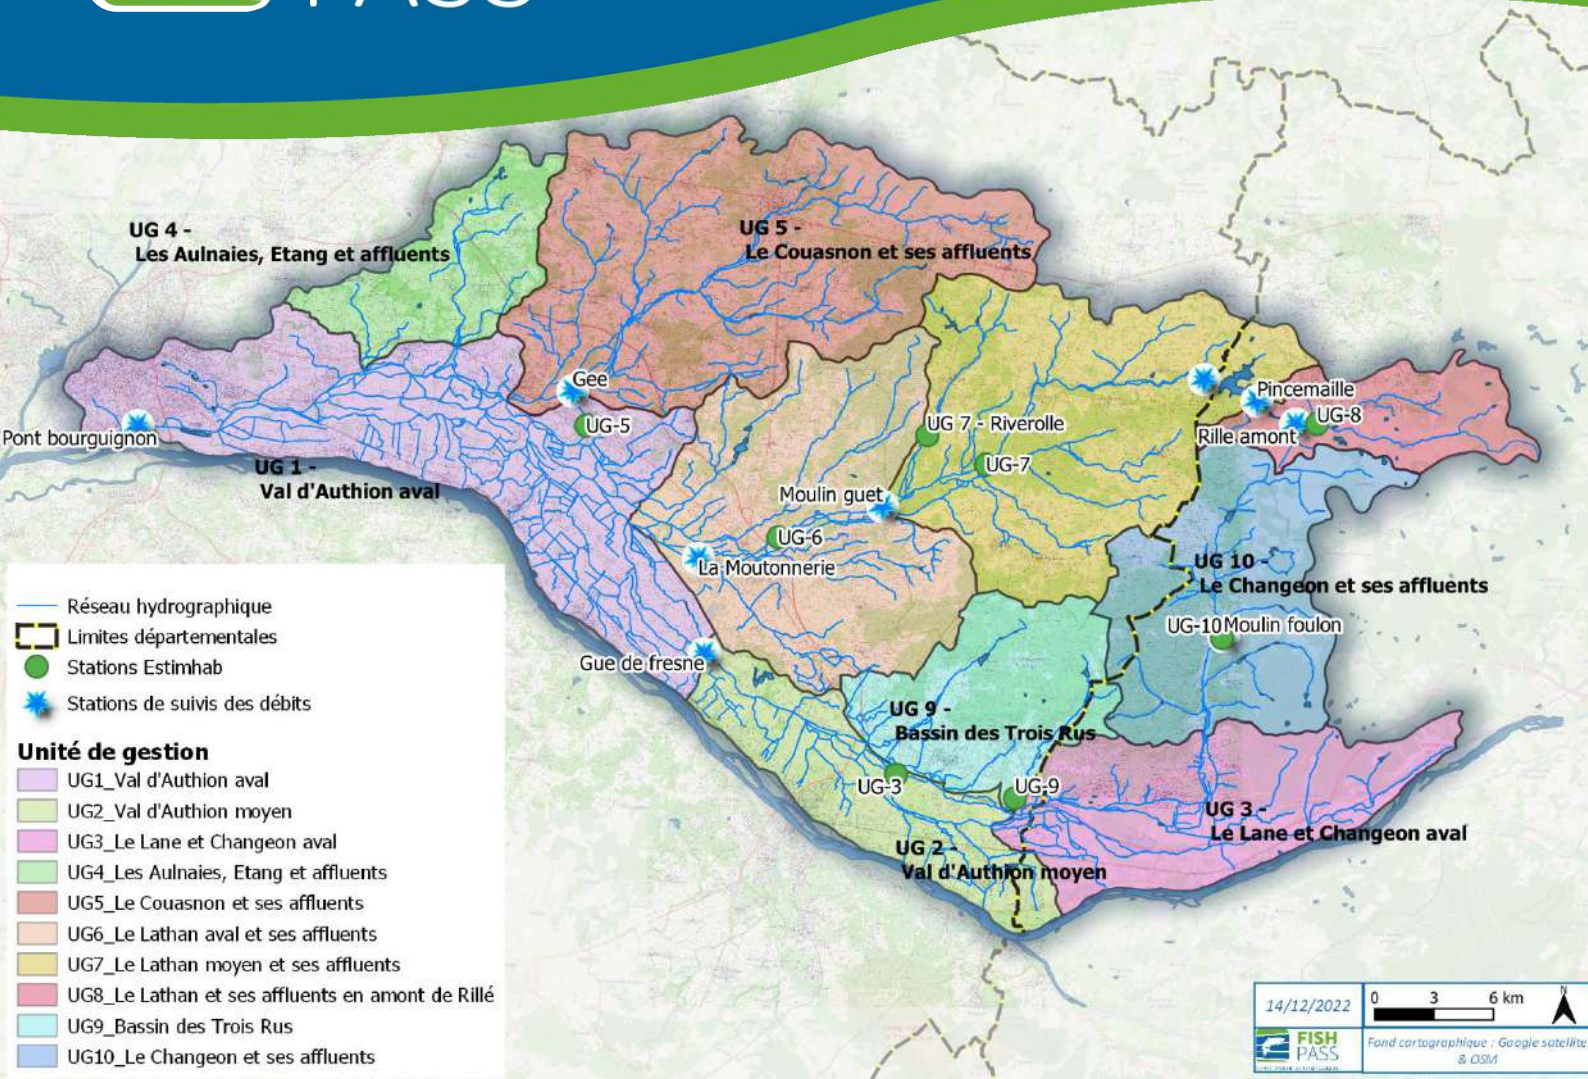 PASS
UG 4 -
Les Aulnaies, Etang et affluents
UG 5 -
Le Couasnon et ses affluents
Gee
UG-5
Pont bourguignon
UG 1 -
Val d'Authion aval
Pincemaille
UG-8
Rille amont
UG 7 - Riverolle
UG-7
Moulin guet
UG-6
La Moutonnerie
UG 10 -
Le Changeon et ses affluents
UG-10 Moulin foulon
Gue de fresne
UG 9 -
Bassin des Trois Rus
UG-3
UG-9
UG 3 -
Le Lane et Changeon aval
UG 2 -
Val d'Authion moyen
Réseau hydrographique
Limites départementales
Stations Estimhab
Stations de suivis des débits
Unité de gestion
UG1_Val d'Authion aval
UG2_Val d'Authion moyen
UG3_Le Lane et Changeon aval
UG4_Les Aulnaies, Etang et affluents
UG5_Le Couasnon et ses affluents
UG6_Le Lathan aval et ses affluents
UG7_Le Lathan moyen et ses affluents
UG8_Le Lathan et ses affluents en amont de Rillé
UG9_Bassin des Trois Rus
UG10_Le Changeon et ses affluents
14/12/2022
0 3 6 km
N
FISH
PASS
Fond cartographique : Google satellite
& OSM